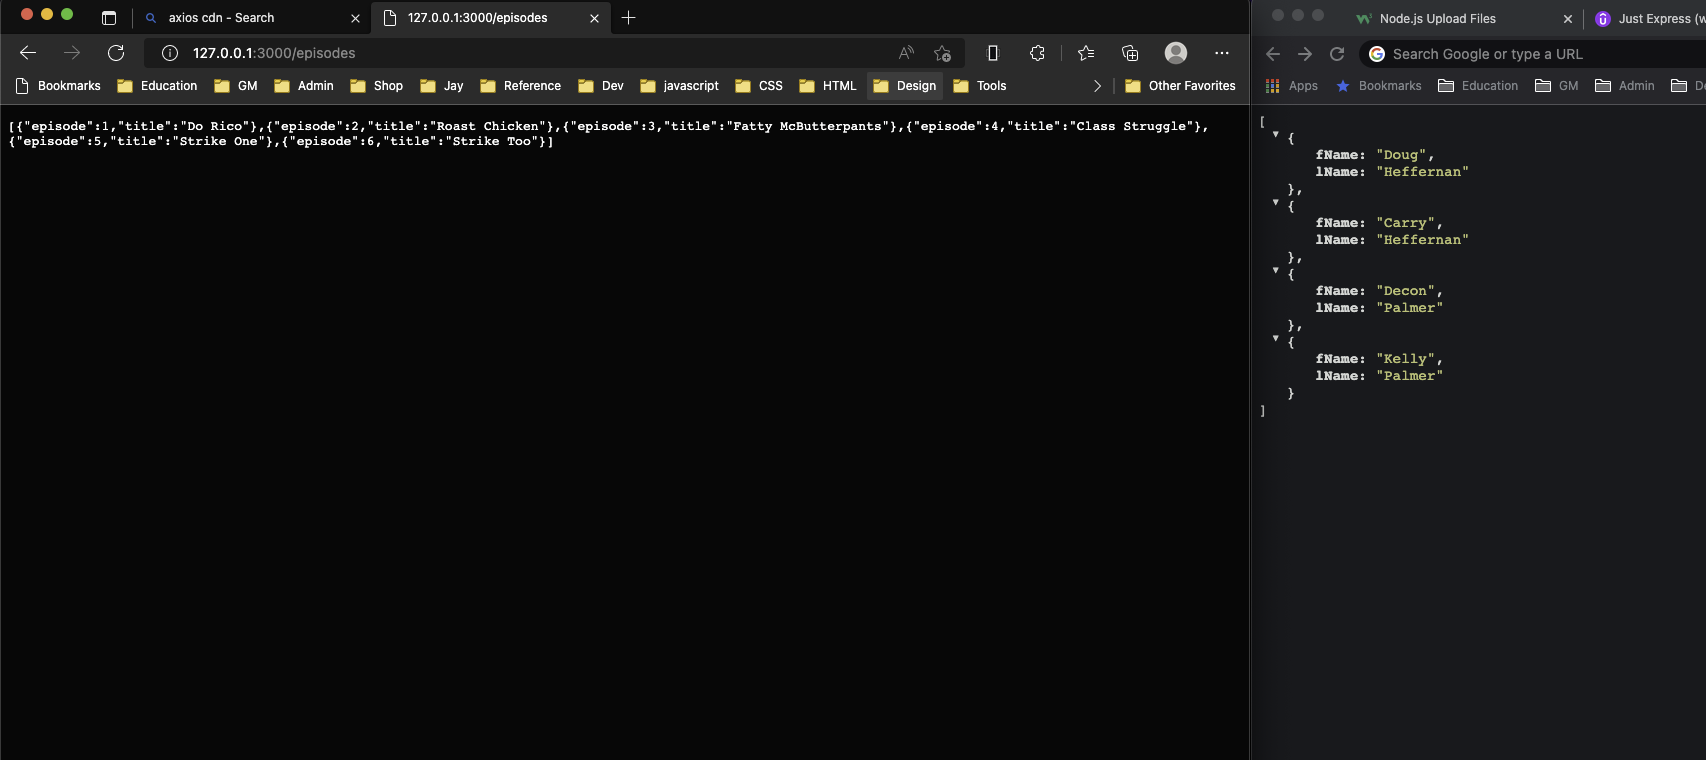 axios cdn - Search
127.0.0.1:3000/episodes
127.0.0.1:3000/episodes
Bookmarks Education GM Admin Shop Jay Reference Dev javascript CSS HTML Design Tools Other Favorites
[{"episode":1,"title":"Do Rico"},{"episode":2,"title":"Roast Chicken"},{"episode":3,"title":"Fatty McButterpants"},{"episode":4,"title":"Class Struggle"},
{"episode":5,"title":"Strike One"},{"episode":6,"title":"Strike Too"}]
Node.js Upload Files
Just Express (w
Search Google or type a URL
Apps Bookmarks Education GM Admin De
[
{
fName: "Doug",
lName: "Heffernan"
},
{
fName: "Carry",
lName: "Heffernan"
},
{
fName: "Decon",
lName: "Palmer"
},
{
fName: "Kelly",
lName: "Palmer"
}
]